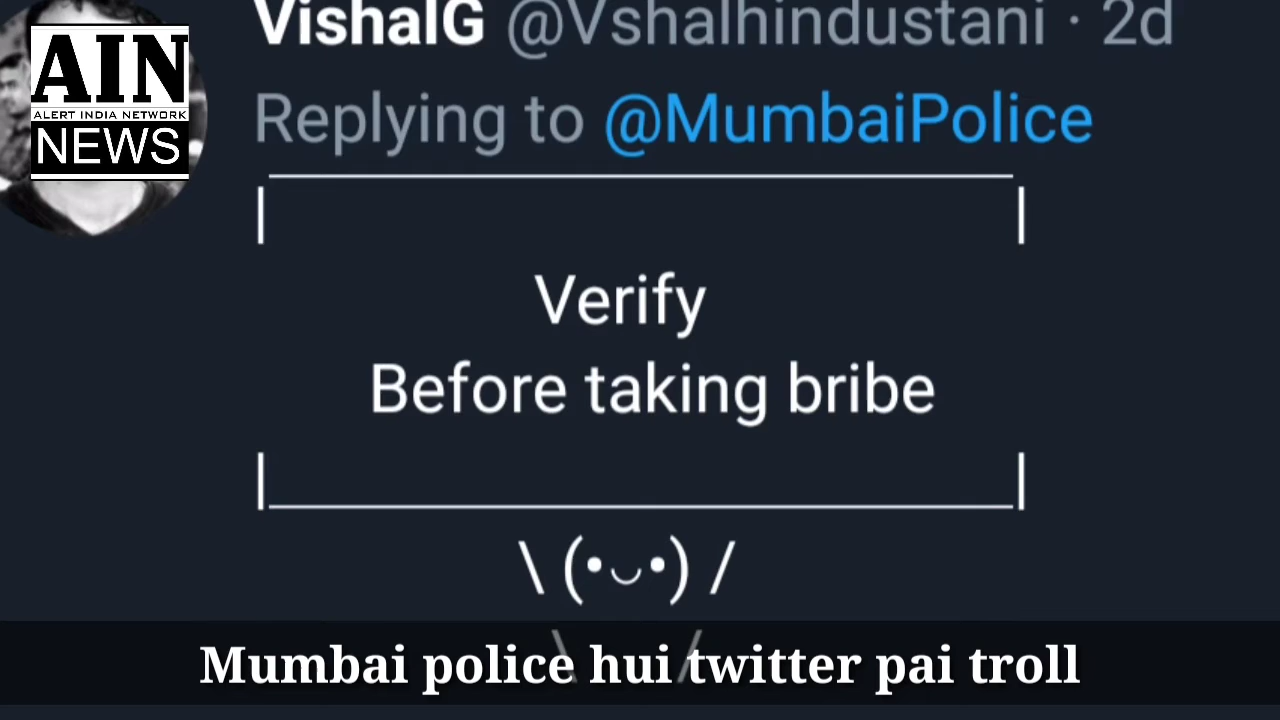 VishalG @Vshalhindustani · 2d
AIN
ALERT INDIA NETWORK
NEWS
Replying to @MumbaiPolice
Verify
Before taking bribe
\ (•◡•) /
\ /
Mumbai police hui twitter pai troll